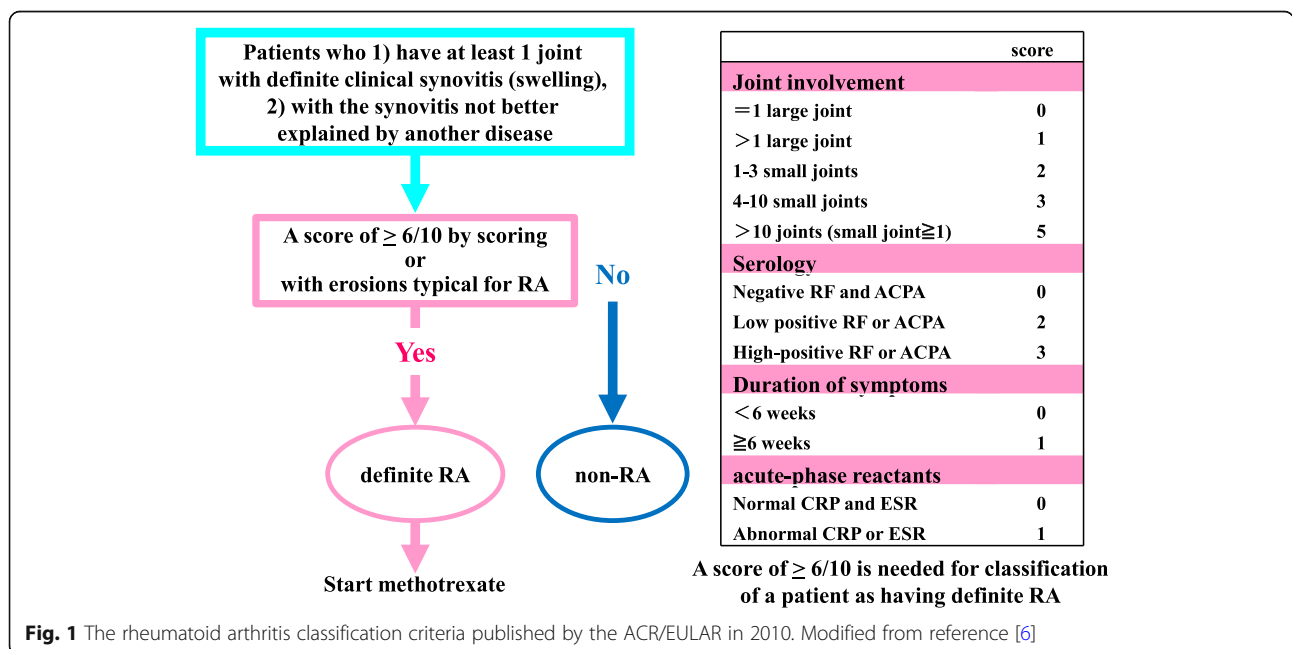 Patients who 1) have at least 1 joint
with definite clinical synovitis (swelling),
2) with the synovitis not better
explained by another disease
A score of ≥ 6/10 by scoring
or
with erosions typical for RA
No
Yes
definite RA
non-RA
Start methotrexate
score
Joint involvement
＝1 large joint 0
＞1 large joint 1
1-3 small joints 2
4-10 small joints 3
＞10 joints (small joint≧1) 5
Serology
Negative RF and ACPA 0
Low positive RF or ACPA 2
High-positive RF or ACPA 3
Duration of symptoms
＜6 weeks 0
≧6 weeks 1
acute-phase reactants
Normal CRP and ESR 0
Abnormal CRP or ESR 1
A score of ≥ 6/10 is needed for classification
of a patient as having definite RA
Fig. 1 The rheumatoid arthritis classification criteria published by the ACR/EULAR in 2010. Modified from reference [6]